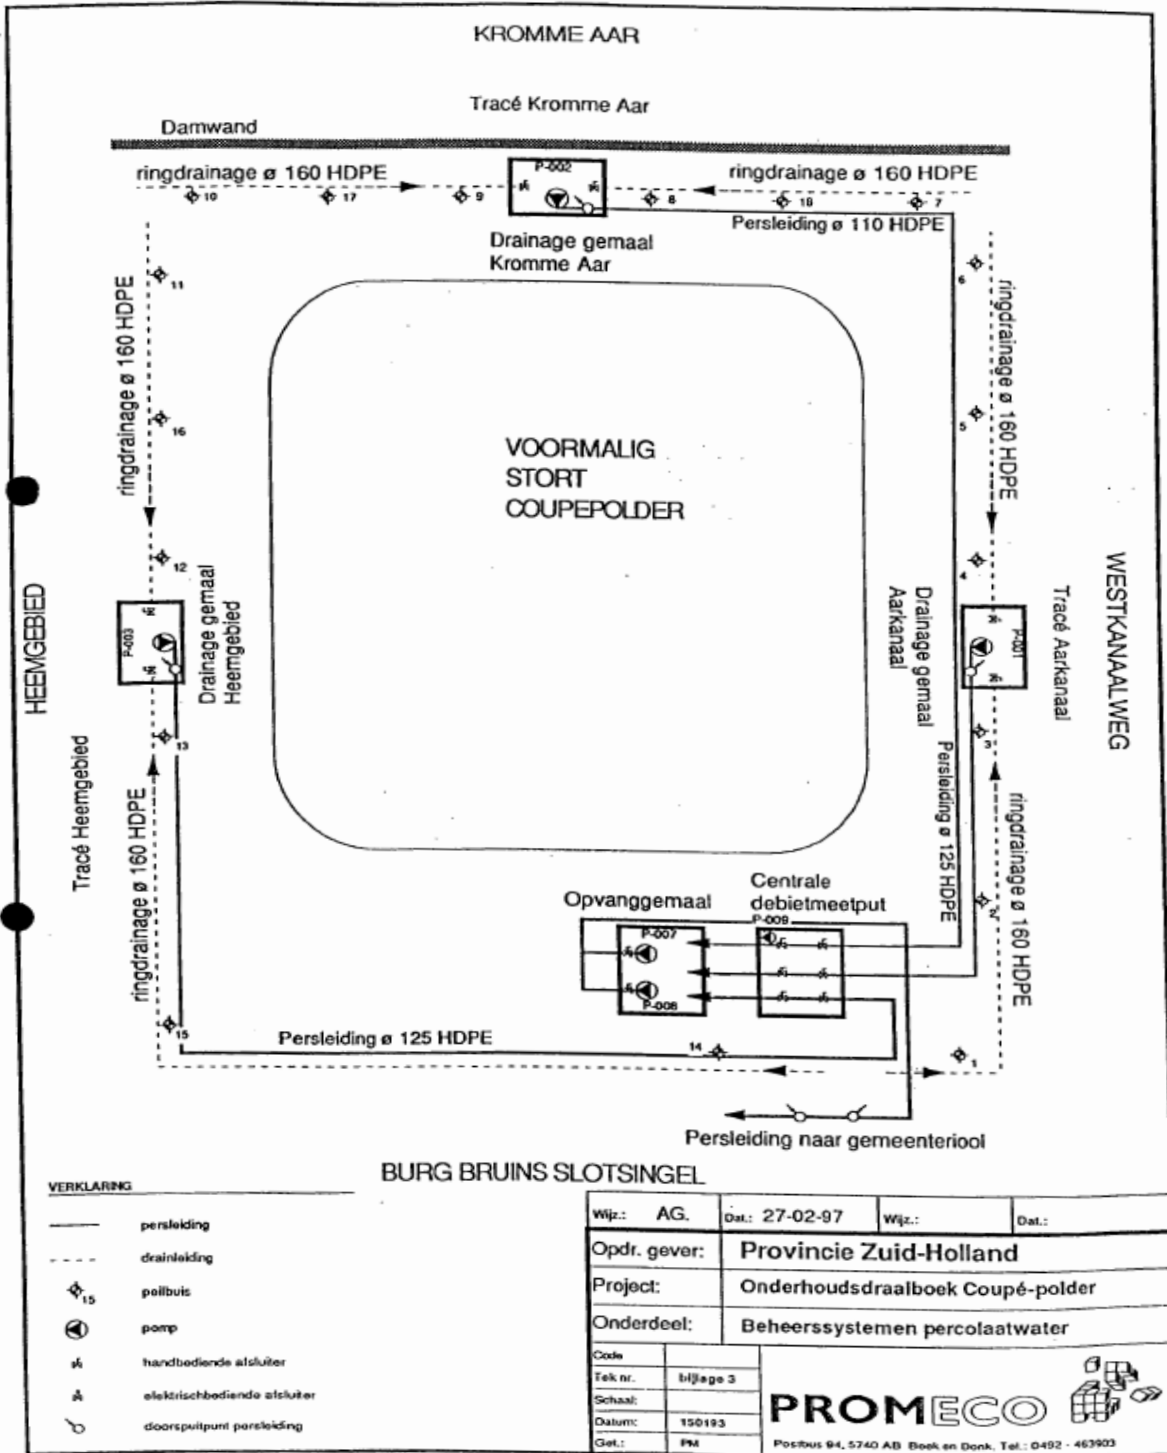 KROMME AAR
Tracé Kromme Aar
Damwand
ringdrainage ø 160 HDPE
P-002
ringdrainage ø 160 HDPE
10
17
9
8
18
7
Persleiding ø 110 HDPE
Drainage gemaal
Kromme Aar
11
ringdrainage ø 160 HDPE
16
12
6
ringdrainage ø 160 HDPE
5
4
VOORMALIG
STORT
COUPEPOLDER
HEEMGEBIED
P-003
Drainage gemaal
Heemgebied
Drainage gemaal
Aarkanaal
P-001
Tracé Aarkanaal
WESTKANAALWEG
13
Tracé Heemgebied
ringdrainage ø 160 HDPE
3
Persleiding ø 125 HDPE
2
ringdrainage ø 160 HDPE
Opvanggemaal
Centrale
debietmeetput
P-007
P-009
P-008
15
Persleiding ø 125 HDPE
14
1
Persleiding naar gemeenteriool
BURG BRUINS SLOTSINGEL
VERKLARING
persleiding
drainleiding
15
peilbuis
pomp
handbediende afsluiter
elektrischbediende afsluiter
doorspuitpunt persleiding
Wijz.: AG. Dat.: 27-02-97 Wijz.: Dat.:
Opdr. gever: Provincie Zuid-Holland
Project: Onderhoudsdraaiboek Coupé-polder
Onderdeel: Beheerssystemen percolaatwater
Code
Tek nr. bijlage 3
Schaal:
Datum: 150193
Get.: PM
PROMECO
Postbus 94, 5740 AB Beek en Donk, Tel.: 0492 - 463903